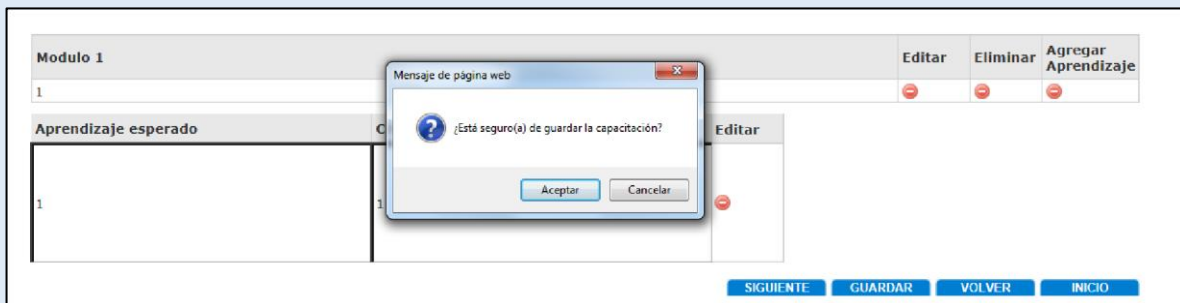 Modulo 1 Editar Eliminar Agregar Aprendizaje
1
Mensaje de página web
¿Está seguro(a) de guardar la capacitación?
Aceptar Cancelar
Aprendizaje esperado C Editar
1 1
SIGUIENTE GUARDAR VOLVER INICIO